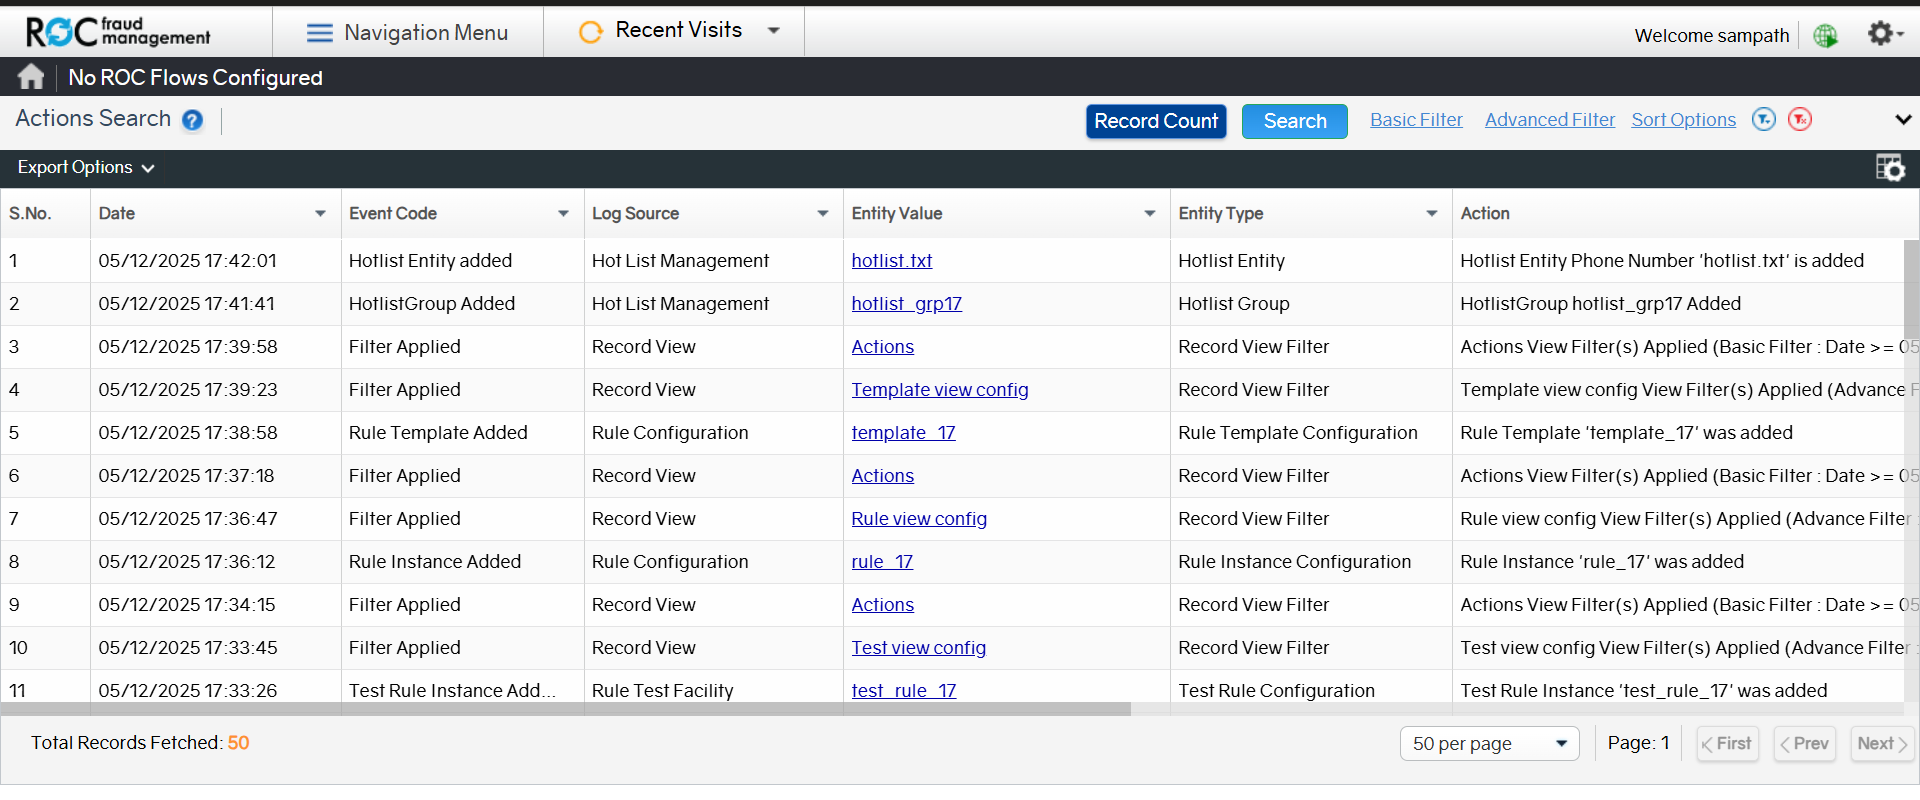 ROC fraud management
Navigation Menu
Recent Visits
Welcome sampath
No ROC Flows Configured
Actions Search ?
Record Count Search Basic Filter Advanced Filter Sort Options
Export Options
S.No. Date Event Code Log Source Entity Value Entity Type Action
1 05/12/2025 17:42:01 Hotlist Entity added Hot List Management hotlist.txt Hotlist Entity Hotlist Entity Phone Number 'hotlist.txt' is added
2 05/12/2025 17:41:41 HotlistGroup Added Hot List Management hotlist_grp17 Hotlist Group HotlistGroup hotlist_grp17 Added
3 05/12/2025 17:39:58 Filter Applied Record View Actions Record View Filter Actions View Filter(s) Applied (Basic Filter : Date >= 05
4 05/12/2025 17:39:23 Filter Applied Record View Template view config Record View Filter Template view config View Filter(s) Applied (Advance F
5 05/12/2025 17:38:58 Rule Template Added Rule Configuration template_17 Rule Template Configuration Rule Template 'template_17' was added
6 05/12/2025 17:37:18 Filter Applied Record View Actions Record View Filter Actions View Filter(s) Applied (Basic Filter : Date >= 05
7 05/12/2025 17:36:47 Filter Applied Record View Rule view config Record View Filter Rule view config View Filter(s) Applied (Advance Filter :
8 05/12/2025 17:36:12 Rule Instance Added Rule Configuration rule_17 Rule Instance Configuration Rule Instance 'rule_17' was added
9 05/12/2025 17:34:15 Filter Applied Record View Actions Record View Filter Actions View Filter(s) Applied (Basic Filter : Date >= 05
10 05/12/2025 17:33:45 Filter Applied Record View Test view config Record View Filter Test view config View Filter(s) Applied (Advance Filter :
11 05/12/2025 17:33:26 Test Rule Instance Add... Rule Test Facility test_rule_17 Test Rule Configuration Test Rule Instance 'test_rule_17' was added
Total Records Fetched: 50
50 per page Page: 1 First Prev Next